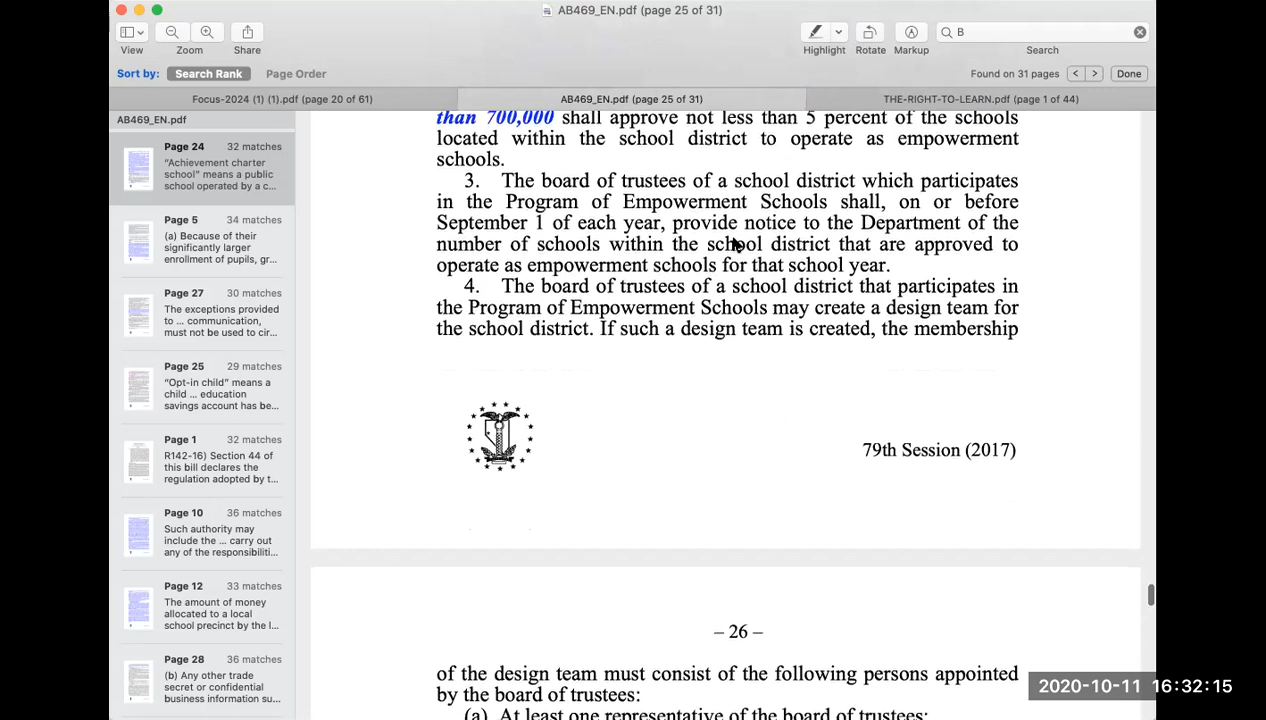 AB469_EN.pdf (page 25 of 31)
View
Zoom
Share
Highlight
Rotate
Markup
B
Search
Sort by:
Search Rank
Page Order
Found on 31 pages
Done
Focus-2024 (1) (1).pdf (page 20 of 61)
AB469_EN.pdf (page 25 of 31)
THE-RIGHT-TO-LEARN.pdf (page 1 of 44)
AB469_EN.pdf
Page 24 32 matches
“Achievement charter
school” means a public
school operated by a c...
Page 5 34 matches
(a) Because of their
significantly larger
enrollment of pupils, gr...
Page 27 30 matches
The exceptions provided
to ... communication,
must not be used to cir...
Page 25 29 matches
“Opt-in child” means a
child ... education
savings account has be...
Page 1 32 matches
R142-16) Section 44 of
this bill declares the
regulation adopted by t...
Page 10 36 matches
Such authority may
include the ... carry out
any of the responsibiliti...
Page 12 33 matches
The amount of money
allocated to a local
school precinct by the l...
Page 28 36 matches
(b) Any other trade
secret or confidential
business information su...
than 700,000 shall approve not less than 5 percent of the schools
located within the school district to operate as empowerment
schools.
3. The board of trustees of a school district which participates
in the Program of Empowerment Schools shall, on or before
September 1 of each year, provide notice to the Department of the
number of schools within the school district that are approved to
operate as empowerment schools for that school year.
4. The board of trustees of a school district that participates in
the Program of Empowerment Schools may create a design team for
the school district. If such a design team is created, the membership
79th Session (2017)
– 26 –
of the design team must consist of the following persons appointed
by the board of trustees:
(a) At least one representative of the board of trustees;
2020-10-11 16:32:15